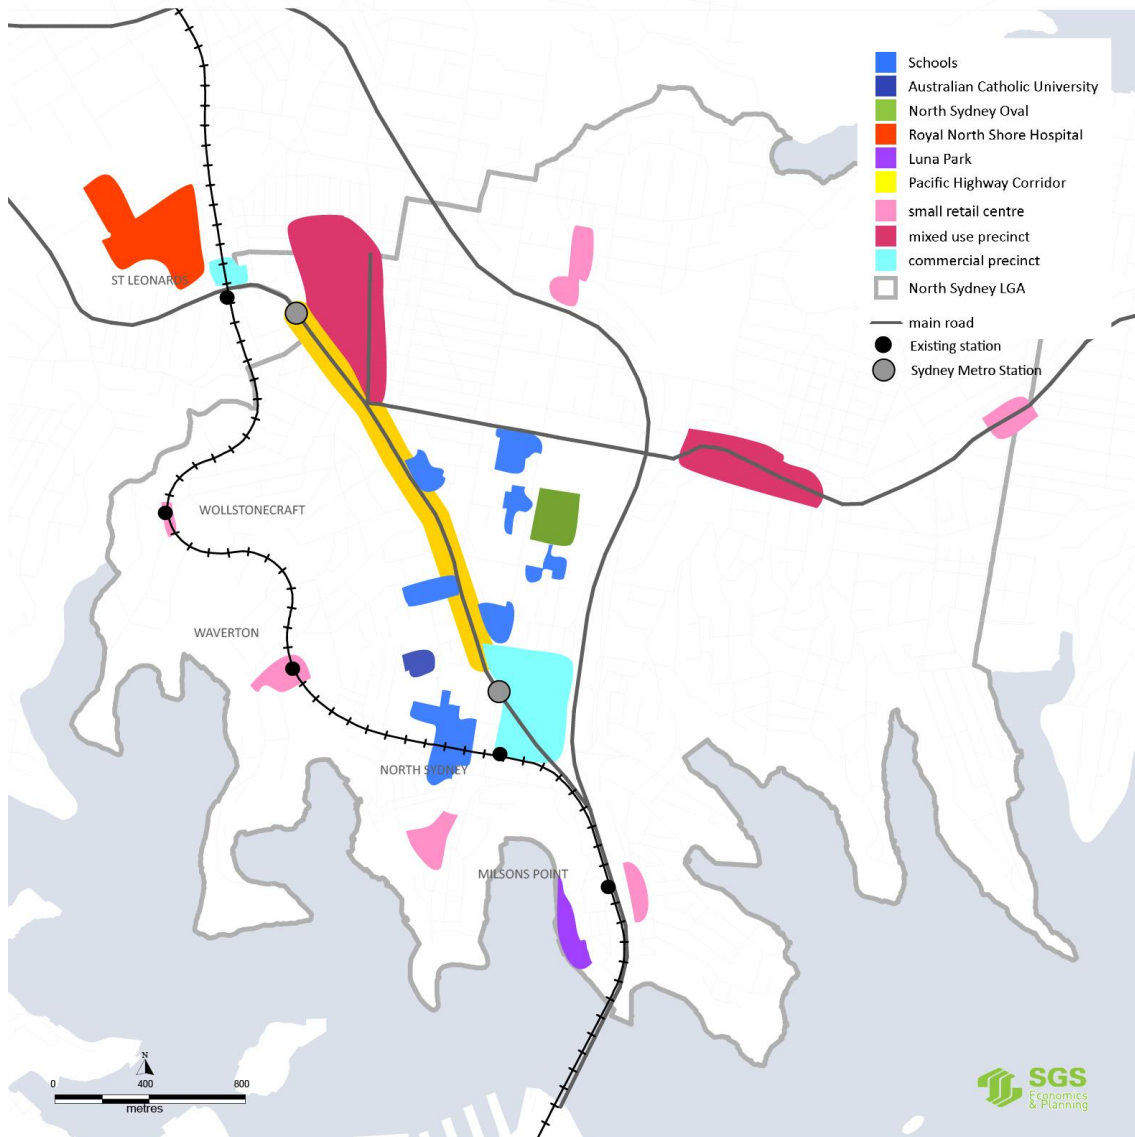 Schools
Australian Catholic University
North Sydney Oval
Royal North Shore Hospital
Luna Park
Pacific Highway Corridor
small retail centre
mixed use precinct
commercial precinct
North Sydney LGA
main road
Existing station
Sydney Metro Station
ST LEONARDS
WOLLSTONECRAFT
WAVERTON
NORTH SYDNEY
MILSONS POINT
N
0 400 800
metres
SGS
Economics
& Planning